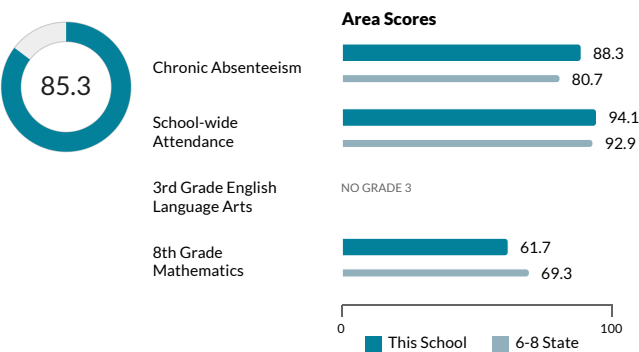 Area Scores
85.3
Chronic Absenteeism
88.3
80.7
School-wide
Attendance
94.1
92.9
3rd Grade English
Language Arts
NO GRADE 3
8th Grade
Mathematics
61.7
69.3
0 100
This School 6-8 State